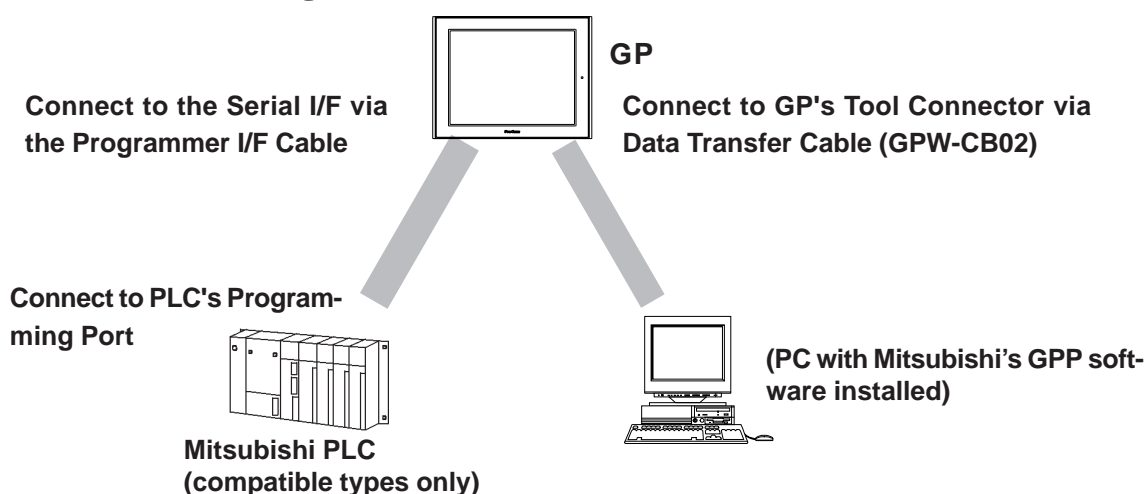 GP
Connect to the Serial I/F via
the Programmer I/F Cable
Connect to GP's Tool Connector via
Data Transfer Cable (GPW-CB02)
Connect to PLC's Program-
ming Port
(PC with Mitsubishi’s GPP soft-
ware installed)
Mitsubishi PLC
(compatible types only)